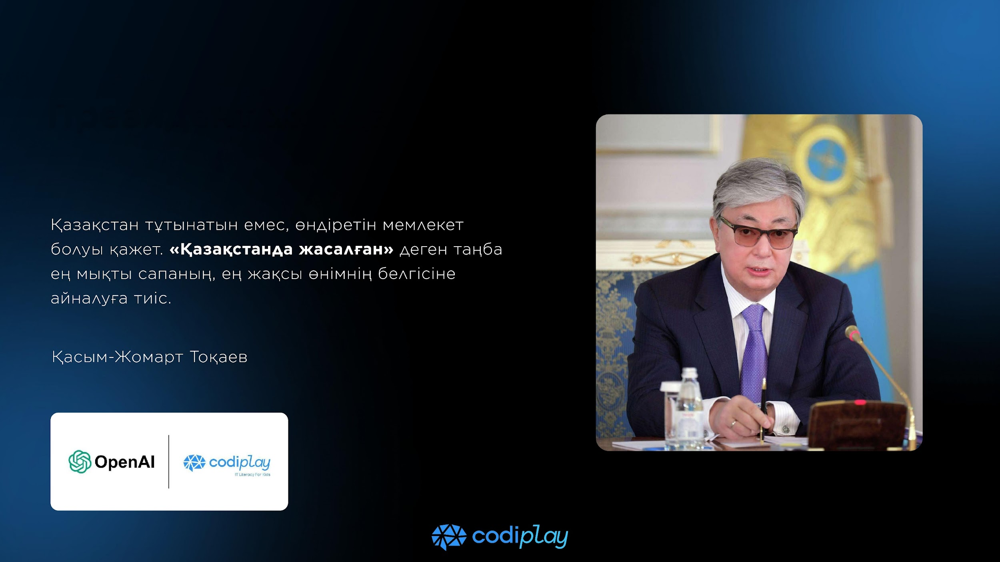 Қазақстан тұтынатын емес, өндіретін мемлекет
болуы қажет. «Қазақстанда жасалған» деген таңба
ең мықты сапаның, ең жақсы өнімнің белгісіне
айналуға тиіс.
Қасым-Жомарт Тоқаев
OpenAI
codiplay
IT Literacy For Kids
codiplay